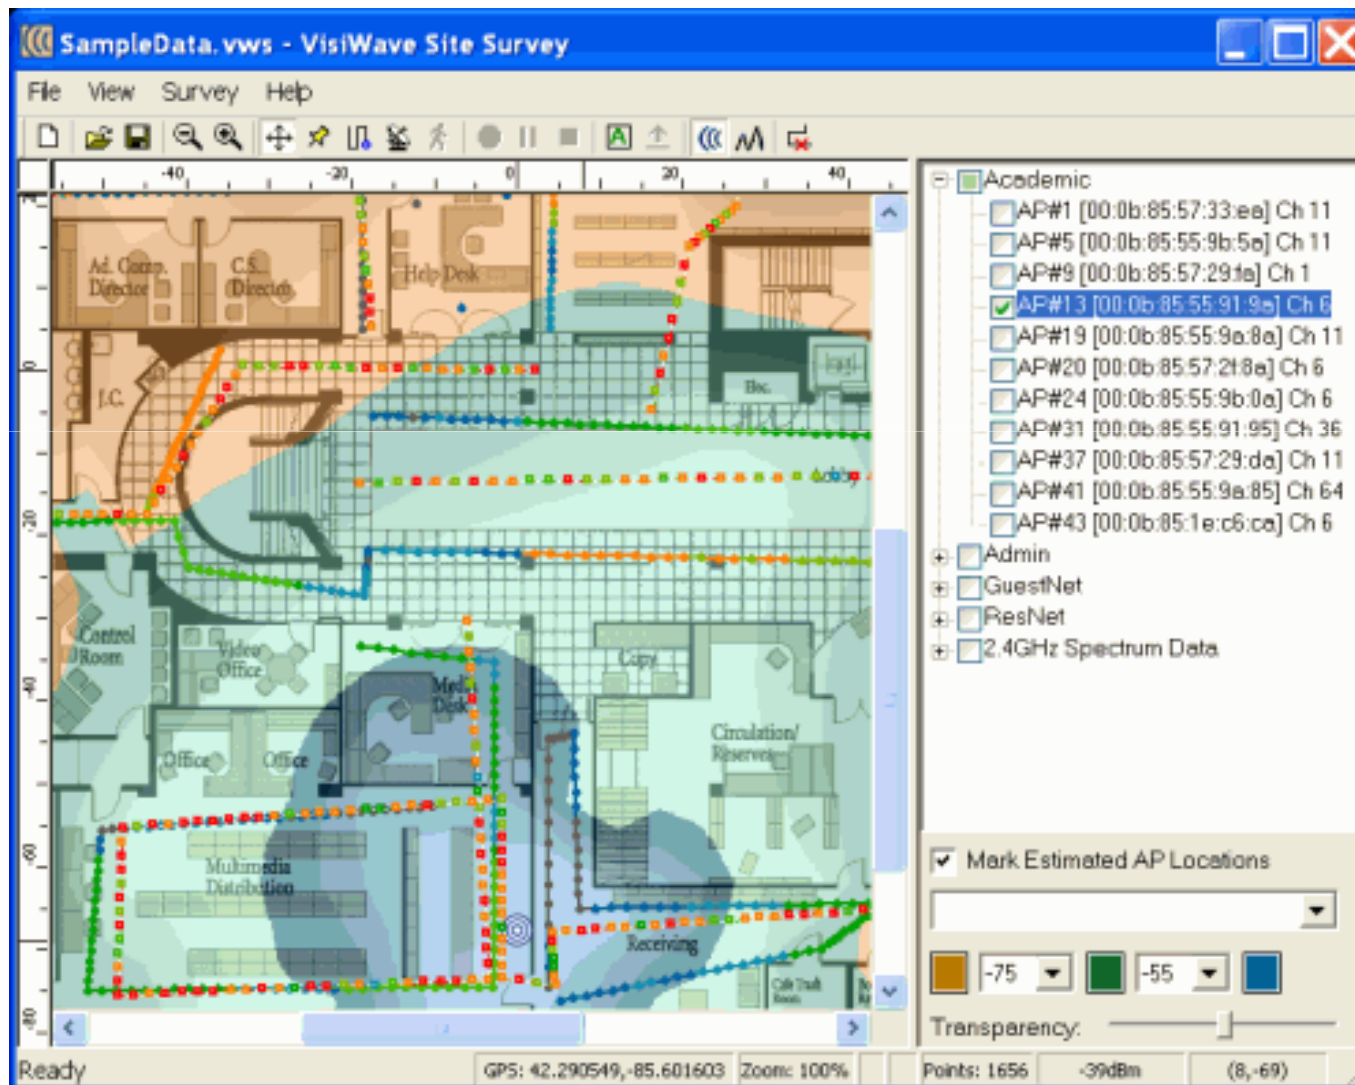 SampleData.vws - VisiWave Site Survey
File View Survey Help
-40 -20 0 20 40
Academic
AP#1 [00:0b:85:57:33:ea] Ch 11
AP#5 [00:0b:85:55:9b:5a] Ch 11
AP#9 [00:0b:85:57:29:fa] Ch 1
AP#13 [00:0b:85:55:91:9a] Ch 6
AP#19 [00:0b:85:55:9a:8a] Ch 11
AP#20 [00:0b:85:57:2f:8a] Ch 6
AP#24 [00:0b:85:55:9b:0a] Ch 6
AP#31 [00:0b:85:55:91:95] Ch 36
AP#37 [00:0b:85:57:29:da] Ch 11
AP#41 [00:0b:85:55:9a:85] Ch 64
AP#43 [00:0b:85:1e:c6:ca] Ch 6
Admin
GuestNet
ResNet
2.4GHz Spectrum Data
Ad. Comp.
Director
C.S.
Director
Help Desk
J.C.
Elec.
0
-20
-40
-60
-80
Control
Room
Video
Office
Media
Desk
Copy
Office
Office
Circulation/
Reserves
Multimedia
Distribution
Receiving
Room
Mark Estimated AP Locations
-75
-55
Transparency:
Ready
GPS: 42.290549,-85.601603
Zoom: 100%
Points: 1656
-39dBm
(8,-69)